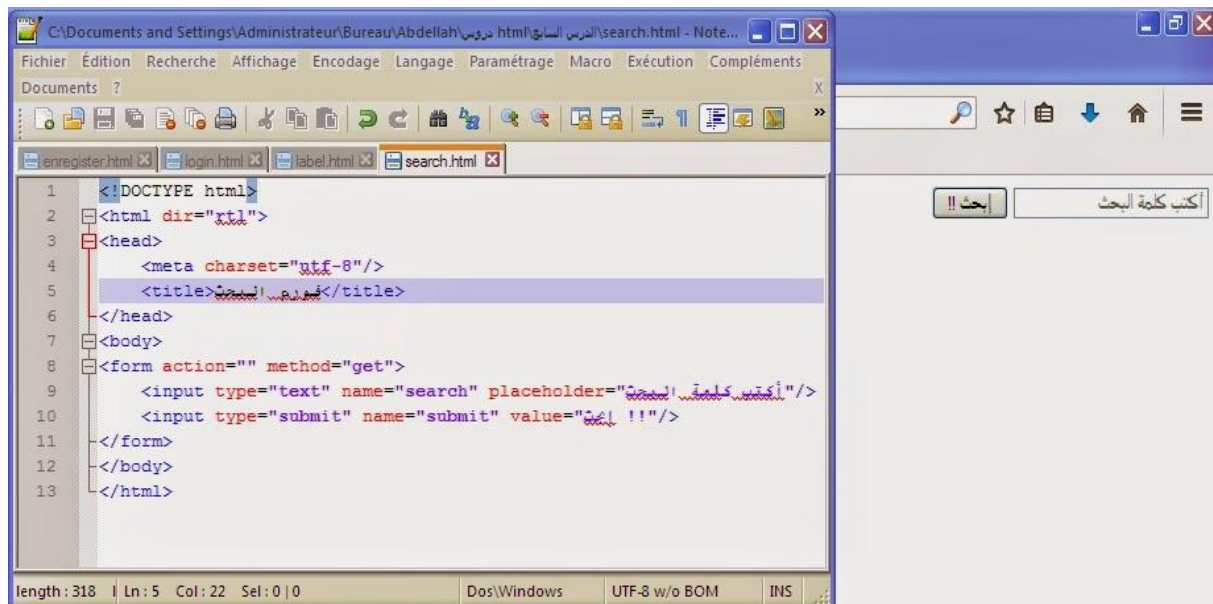 C:\Documents and Settings\Administrateur\Bureau\Abdellah\دروس html\الدرس السابع\search.html - Note...
Fichier Édition Recherche Affichage Encodage Langage Paramétrage Macro Exécution Compléments
Documents ? X
enregister.html login.html label.html search.html
1 <!DOCTYPE html>
2 <html dir="rtl">
3 <head>
4 <meta charset="utf-8"/>
5 <title>فورم البحث</title>
6 </head>
7 <body>
8 <form action="" method="get">
9 <input type="text" name="search" placeholder="أكتب كلمة البحث"/>
10 <input type="submit" name="submit" value="إبحث !!"/>
11 </form>
12 </body>
13 </html>
length : 318 Ln : 5 Col : 22 Sel : 0 | 0 Dos\Windows UTF-8 w/o BOM INS
أكتب كلمة البحث
إبحث !!